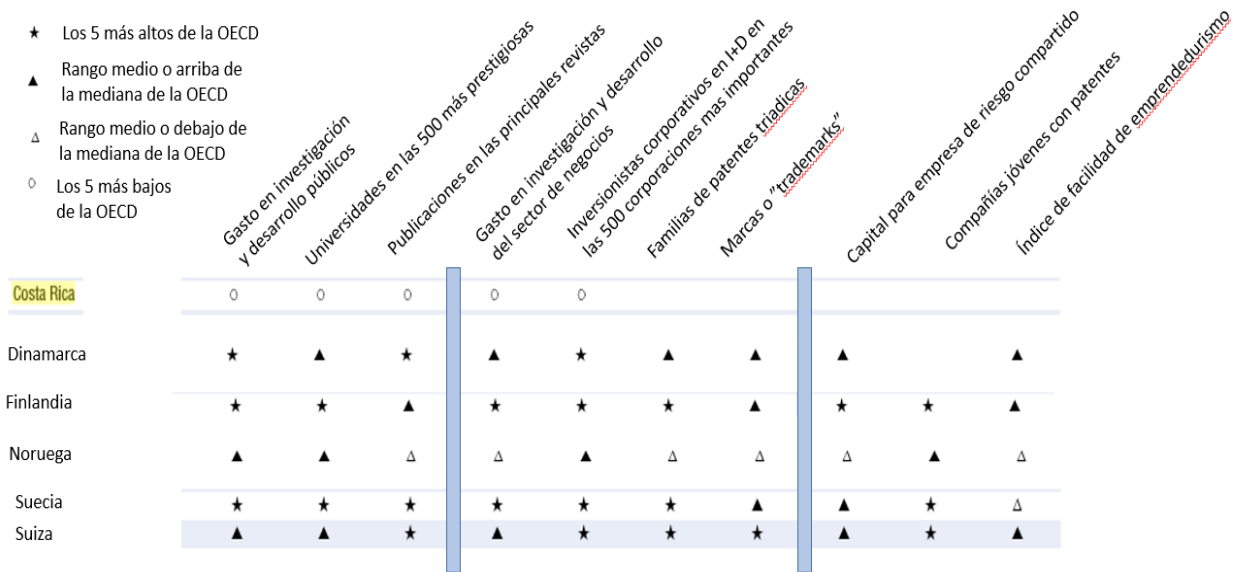 ★ Los 5 más altos de la OECD
▲ Rango medio o arriba de
la mediana de la OECD
△ Rango medio o debajo de
la mediana de la OECD
○ Los 5 más bajos
de la OECD
Gasto en investigación
y desarrollo públicos
Universidades en las 500 más prestigiosas
Publicaciones en las principales revistas
Gasto en investigación y desarrollo
del sector de negocios
Inversionistas corporativos en I+D en
las 500 corporaciones mas importantes
Familias de patentes triadicas
Marcas o "trademarks"
Capital para empresa de riesgo compartido
Compañías jóvenes con patentes
Índice de facilidad de emprendedurismo
Costa Rica ○ ○ ○ ○ ○
Dinamarca ★ ▲ ★ ▲ ★ ▲ ▲ ▲ ▲
Finlandia ★ ★ ▲ ★ ★ ★ ▲ ★ ★ ▲
Noruega ▲ ▲ △ △ ▲ △ △ △ ▲ △
Suecia ★ ★ ★ ★ ★ ★ ▲ ▲ ★ △
Suiza ▲ ▲ ★ ▲ ★ ★ ★ ▲ ★ ▲